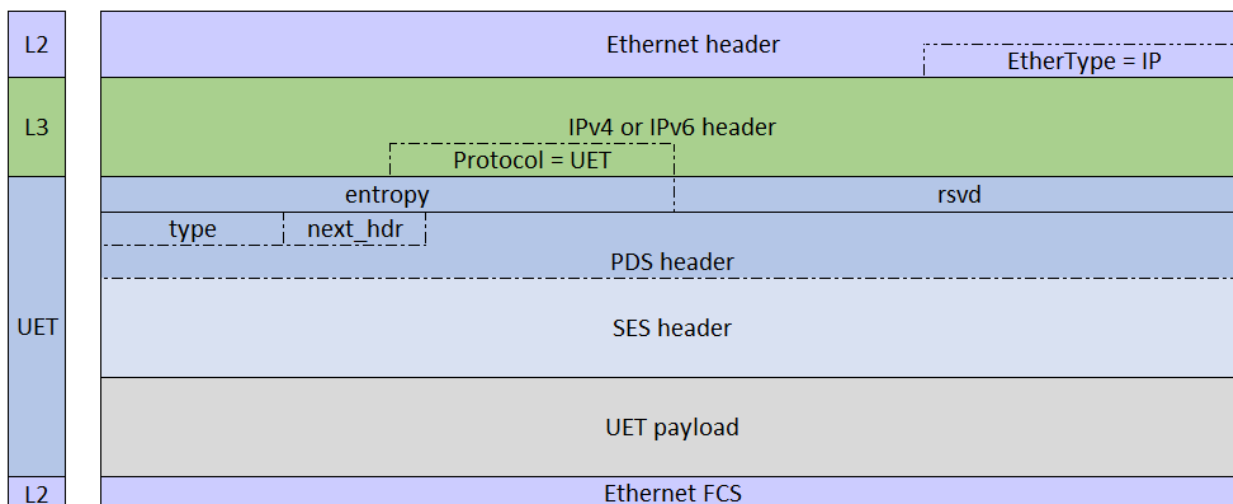 L2
Ethernet header
EtherType = IP
L3
IPv4 or IPv6 header
Protocol = UET
entropy
rsvd
type
next_hdr
PDS header
UET
SES header
UET payload
L2
Ethernet FCS